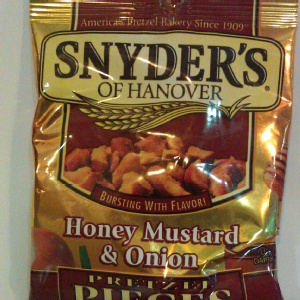 America's Pretzel Bakery Since 1909
SNYDER'S
OF HANOVER®
BURSTING WITH FLAVOR!
Honey Mustard
& Onion
PRETZEL
PIECES